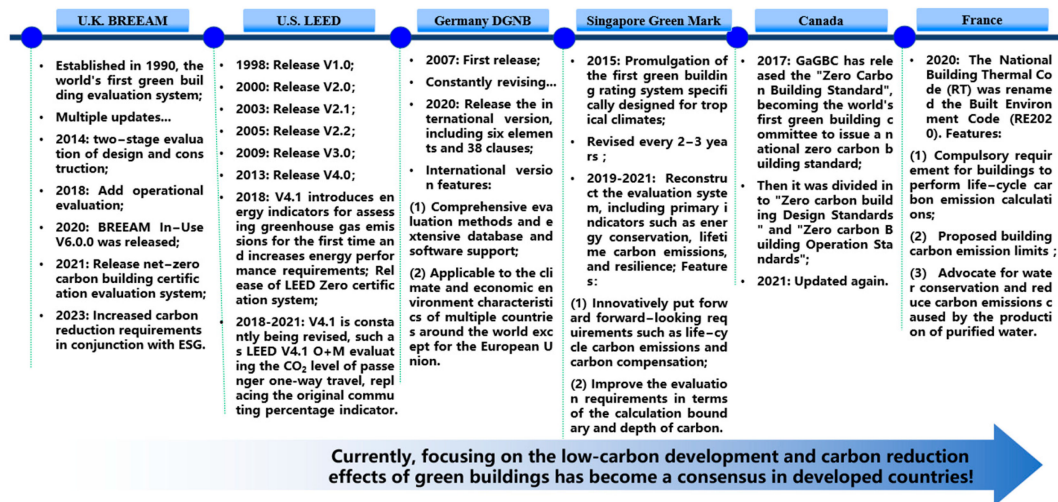 U.K. BREEAM
• Established in 1990, the
world's first green buil
ding evaluation system;
• Multiple updates...
• 2014: two-stage evalua
tion of design and cons
truction;
• 2018: Add operational
evaluation;
• 2020: BREEAM In-Use
V6.0.0 was released;
• 2021: Release net-zero
carbon building certific
ation evaluation system;
• 2023: Increased carbon
reduction requirements
in conjunction with ESG.
U.S. LEED
• 1998: Release V1.0;
• 2000: Release V2.0;
• 2003: Release V2.1;
• 2005: Release V2.2;
• 2009: Release V3.0;
• 2013: Release V4.0;
• 2018: V4.1 introduces en
ergy indicators for assess
ing greenhouse gas emis
sions for the first time an
d increases energy perfor
mance requirements; Rel
ease of LEED Zero certific
ation system;
• 2018-2021: V4.1 is consta
ntly being revised, such a
s LEED V4.1 O+M evaluat
ing the CO₂ level of passe
nger one-way travel, repl
acing the original commu
ting percentage indicator.
Germany DGNB
• 2007: First release;
• Constantly revising...
• 2020: Release the in
ternational version,
including six elemen
ts and 38 clauses;
• International versio
n features:
(1) Comprehensive eva
luation methods and e
xtensive database and
software support;
(2) Applicable to the cli
mate and economic en
vironment characteristi
cs of multiple countrie
s around the world exc
ept for the European U
nion.
Singapore Green Mark
• 2015: Promulgation of
the first green buildin
g rating system specifi
cally designed for trop
ical climates;
• Revised every 2-3 yea
rs ;
• 2019-2021: Reconstru
ct the evaluation syste
m, including primary i
ndicators such as ener
gy conservation, lifeti
me carbon emissions,
and resilience; Feature
s:
(1) Innovatively put forw
ard forward-looking req
uirements such as life-cy
cle carbon emissions and
carbon compensation;
(2) Improve the evaluatio
n requirements in terms
of the calculation bound
ary and depth of carbon.
Canada
• 2017: GaGBC has rele
ased the "Zero Carbo
n Building Standard",
becoming the world's
first green building c
ommittee to issue a n
ational zero carbon b
uilding standard;
• Then it was divided in
to "Zero carbon build
ing Design Standards
" and "Zero carbon B
uilding Operation Sta
ndards";
• 2021: Updated again.
France
• 2020: The National
Building Thermal Co
de (RT) was rename
d the Built Environ
ment Code (RE202
0). Features:
(1) Compulsory requir
ement for buildings to
perform life-cycle car
bon emission calculati
ons;
(2) Proposed building
carbon emission limits ;
(3) Advocate for wate
r conservation and red
uce carbon emissions c
aused by the producti
on of purified water.
Currently, focusing on the low-carbon development and carbon reduction
effects of green buildings has become a consensus in developed countries!